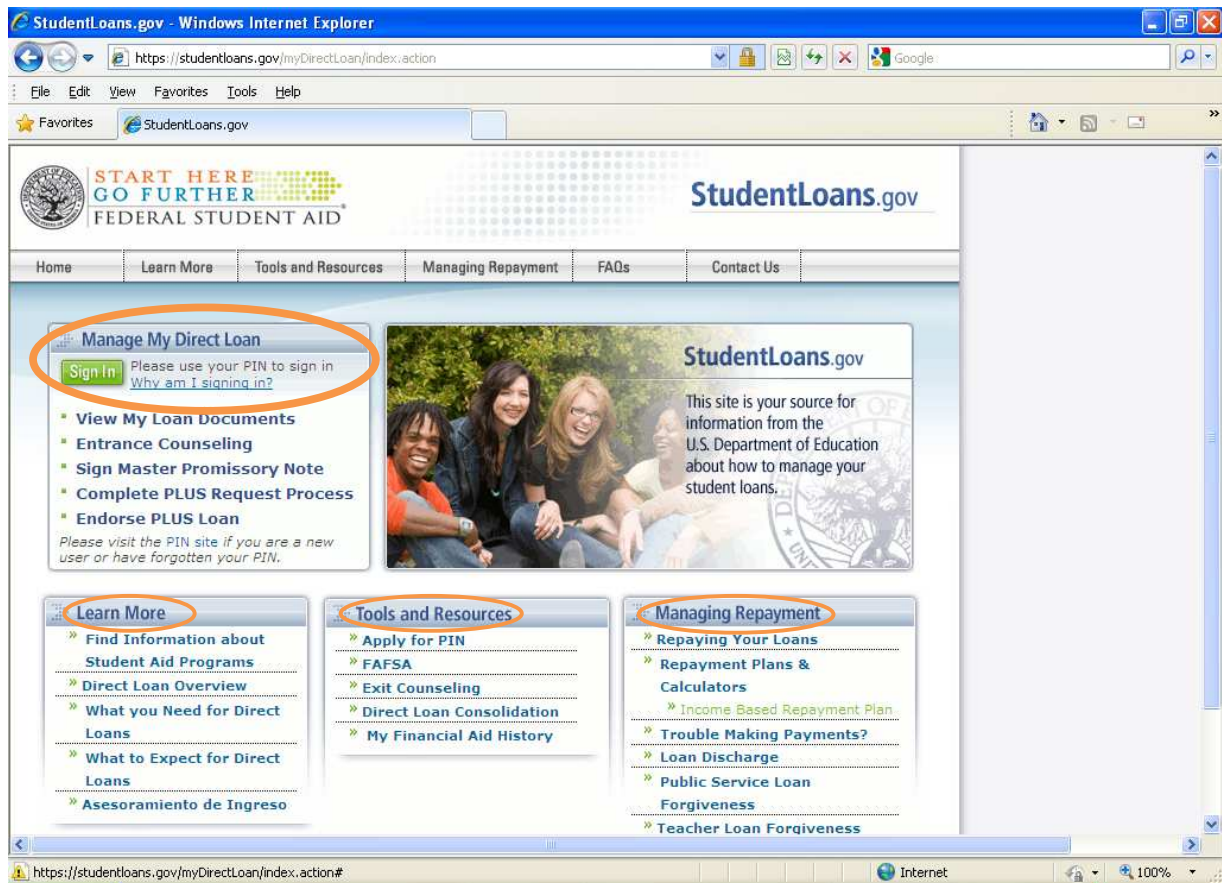 StudentLoans.gov - Windows Internet Explorer
https://studentloans.gov/myDirectLoan/index.action
Google
File Edit View Favorites Tools Help
Favorites StudentLoans.gov
START HERE
GO FURTHER
FEDERAL STUDENT AID
StudentLoans.gov
Home Learn More Tools and Resources Managing Repayment FAQs Contact Us
Manage My Direct Loan
Sign In Please use your PIN to sign in
Why am I signing in?
View My Loan Documents
Entrance Counseling
Sign Master Promissory Note
Complete PLUS Request Process
Endorse PLUS Loan
Please visit the PIN site if you are a new
user or have forgotten your PIN.
StudentLoans.gov
This site is your source for
information from the
U.S. Department of Education
about how to manage your
student loans.
Learn More
» Find Information about
Student Aid Programs
» Direct Loan Overview
» What you Need for Direct
Loans
» What to Expect for Direct
Loans
» Asesoramiento de Ingreso
Tools and Resources
» Apply for PIN
» FAFSA
» Exit Counseling
» Direct Loan Consolidation
» My Financial Aid History
Managing Repayment
» Repaying Your Loans
» Repayment Plans &
Calculators
» Income Based Repayment Plan
» Trouble Making Payments?
» Loan Discharge
» Public Service Loan
Forgiveness
» Teacher Loan Forgiveness
https://studentloans.gov/myDirectLoan/index.action# Internet 100%